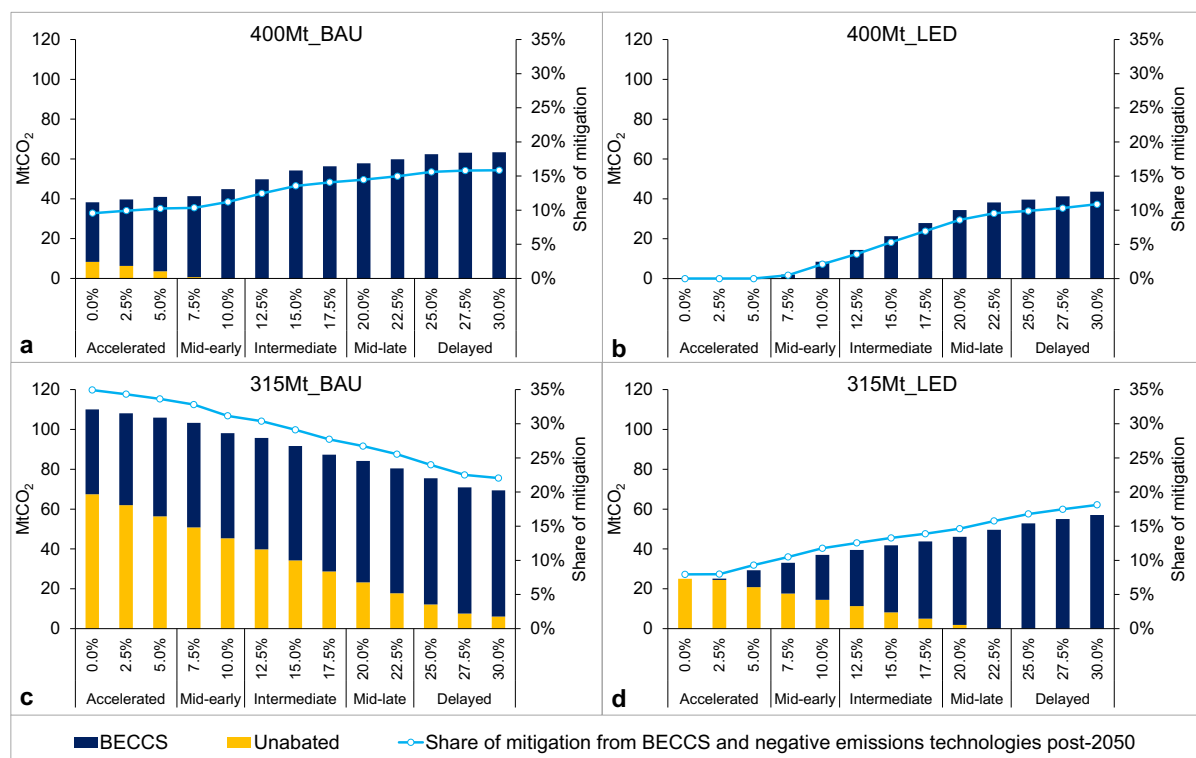 400Mt_BAU
MtCO2
120
100
80
60
40
20
0
35%
30%
25%
20%
15%
10%
5%
0%
Share of mitigation
0.0% 2.5% 5.0% 7.5% 10.0% 12.5% 15.0% 17.5% 20.0% 22.5% 25.0% 27.5% 30.0%
a Accelerated Mid-early Intermediate Mid-late Delayed
400Mt_LED
MtCO2
120
100
80
60
40
20
0
35%
30%
25%
20%
15%
10%
5%
0%
Share of mitigation
0.0% 2.5% 5.0% 7.5% 10.0% 12.5% 15.0% 17.5% 20.0% 22.5% 25.0% 27.5% 30.0%
b Accelerated Mid-early Intermediate Mid-late Delayed
315Mt_BAU
MtCO2
120
100
80
60
40
20
0
35%
30%
25%
20%
15%
10%
5%
0%
Share of mitigation
0.0% 2.5% 5.0% 7.5% 10.0% 12.5% 15.0% 17.5% 20.0% 22.5% 25.0% 27.5% 30.0%
c Accelerated Mid-early Intermediate Mid-late Delayed
315Mt_LED
MtCO2
120
100
80
60
40
20
0
35%
30%
25%
20%
15%
10%
5%
0%
Share of mitigation
0.0% 2.5% 5.0% 7.5% 10.0% 12.5% 15.0% 17.5% 20.0% 22.5% 25.0% 27.5% 30.0%
d Accelerated Mid-early Intermediate Mid-late Delayed
BECCS Unabated Share of mitigation from BECCS and negative emissions technologies post-2050